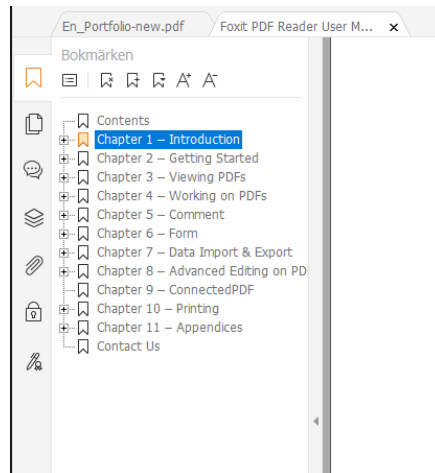 En_Portfolio-new.pdf
Foxit PDF Reader User M...
Bokmärken
A+ A-
Contents
Chapter 1 – Introduction
Chapter 2 – Getting Started
Chapter 3 – Viewing PDFs
Chapter 4 – Working on PDFs
Chapter 5 – Comment
Chapter 6 – Form
Chapter 7 – Data Import & Export
Chapter 8 – Advanced Editing on PD
Chapter 9 – ConnectedPDF
Chapter 10 – Printing
Chapter 11 – Appendices
Contact Us